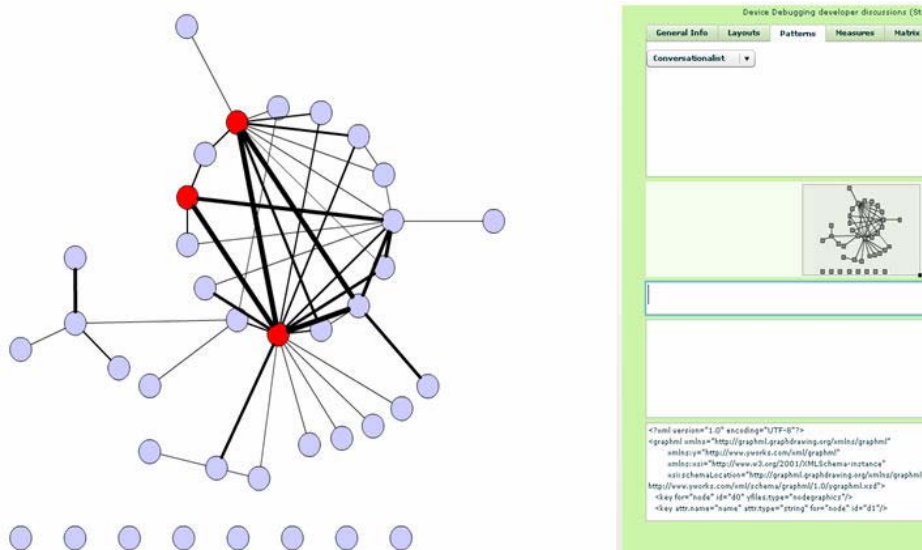 Device Debugging developer discussions (St
General Info Layouts Patterns Measures Matrix
Conversationalist
<?xml version="1.0" encoding="UTF-8"?>
<graphml xmlns="http://graphml.graphdrawing.org/xmlns/graphml"
xmlns:y="http://www.yworks.com/xml/graphml"
xmlns:xsi="http://www.w3.org/2001/XMLSchema-instance"
xsi:schemaLocation="http://graphml.graphdrawing.org/xmlns/graphml
http://www.yworks.com/xml/schema/graphml/1.0/ygraphml.xsd">
<key for="node" id="d0" yfiles.type="nodegraphics"/>
<key attr.name="name" attr.type="string" for="node" id="d1"/>